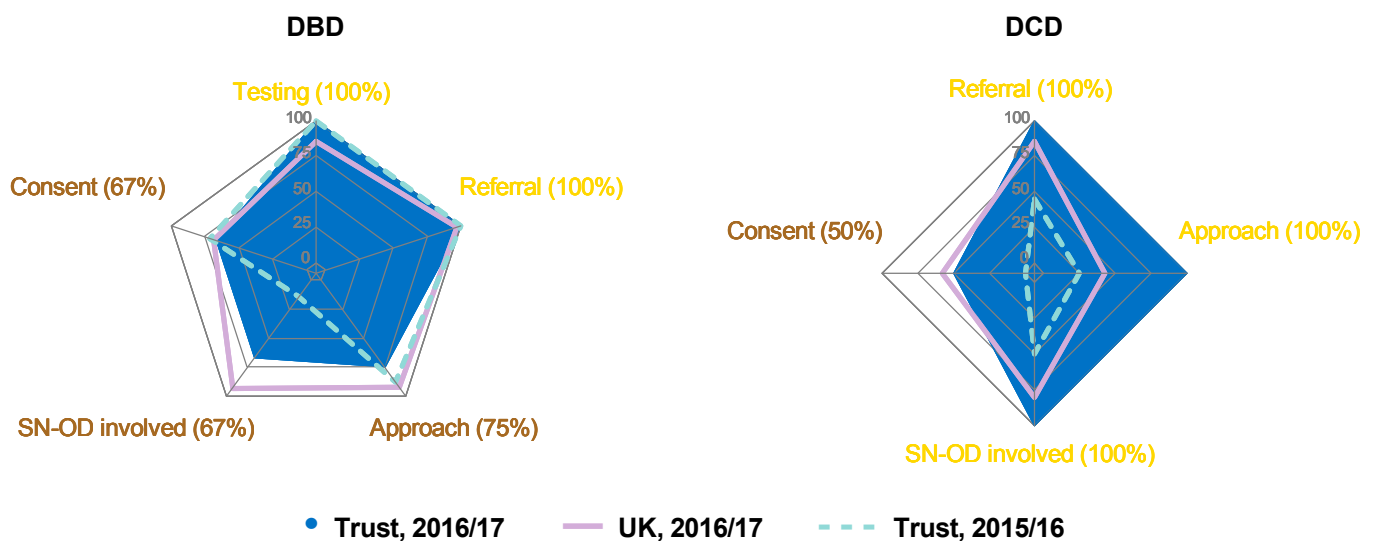 DBD
Testing (100%)
100
75
50
25
0
Consent (67%)
Referral (100%)
SN-OD involved (67%)
Approach (75%)
DCD
Referral (100%)
100
75
50
25
0
Consent (50%)
Approach (100%)
SN-OD involved (100%)
Trust, 2016/17
UK, 2016/17
Trust, 2015/16